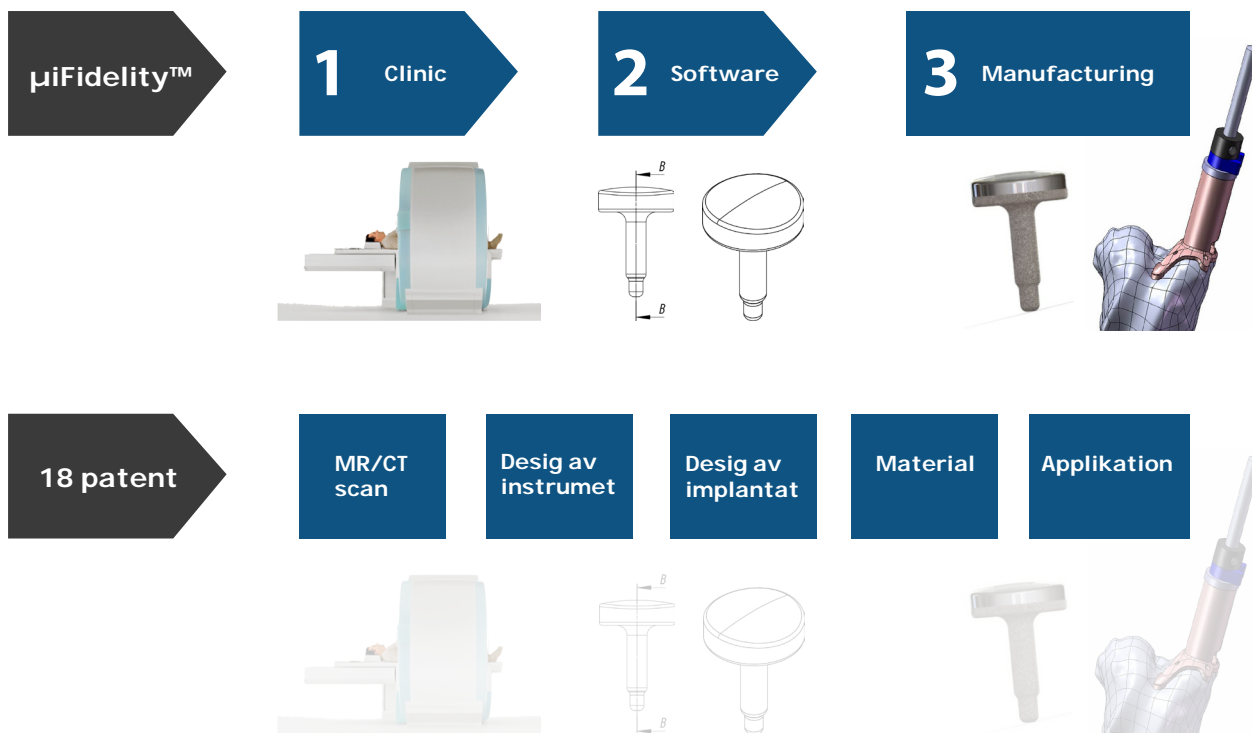 µiFidelity™
1 Clinic
2 Software
3 Manufacturing
B
B
18 patent
MR/CT
scan
Desig av
instrumet
Desig av
implantat
Material
Applikation
B
B